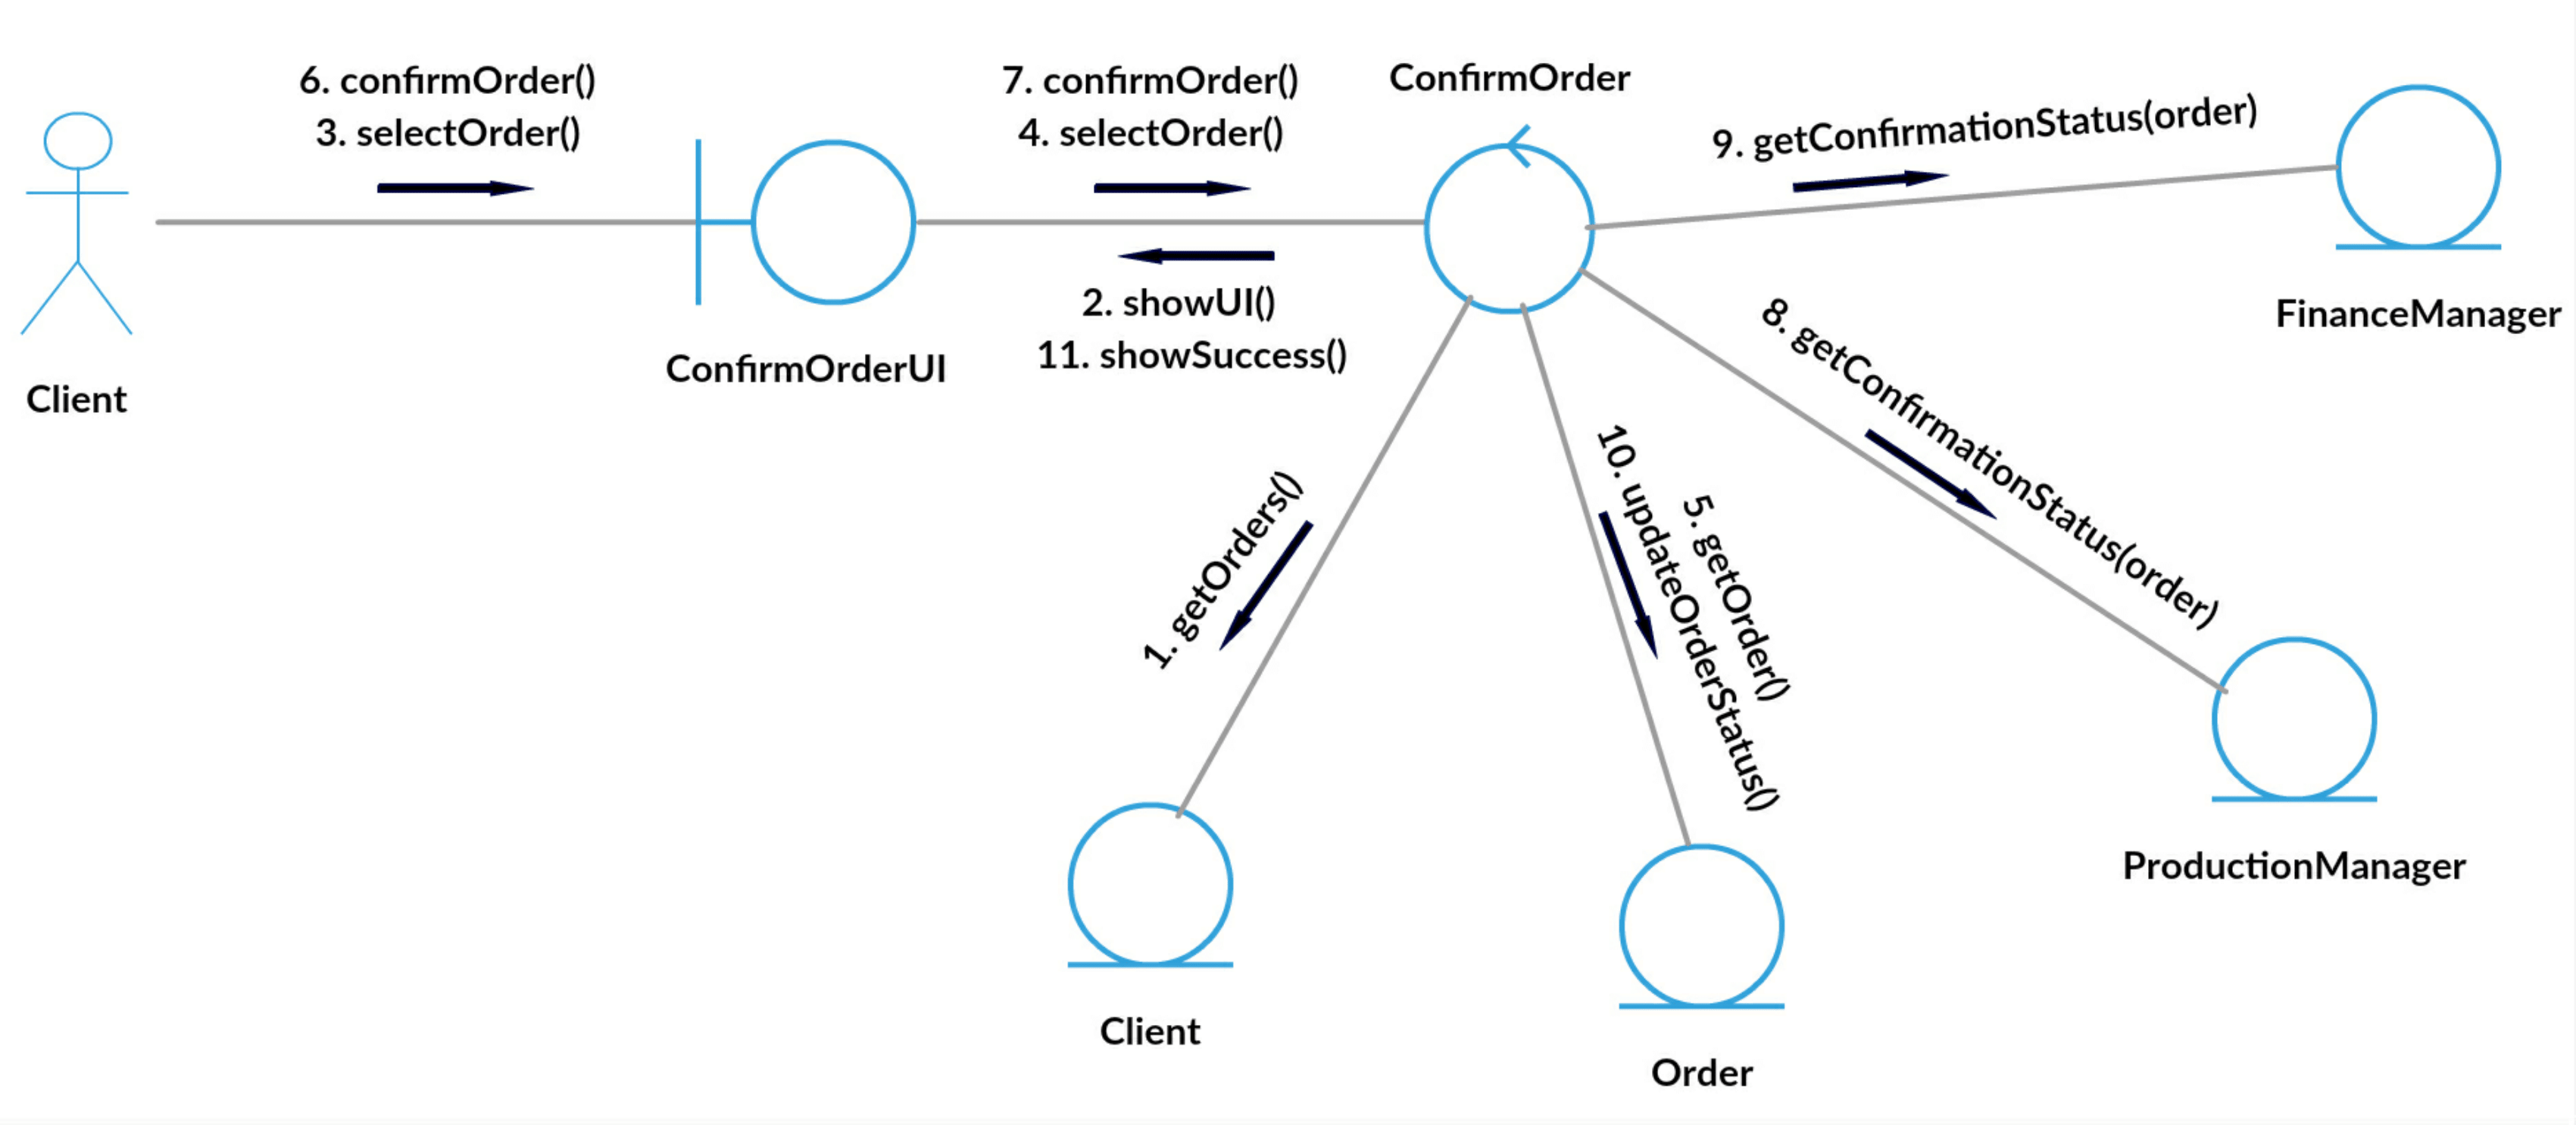 6. confirmOrder()
3. selectOrder()
7. confirmOrder()
4. selectOrder()
ConfirmOrder
9. getConfirmationStatus(order)
2. showUI()
11. showSuccess()
FinanceManager
ConfirmOrderUI
Client
8. getConfirmationStatus(order)
1. getOrders()
10. updateOrderStatus()
5. getOrder()
ProductionManager
Client
Order